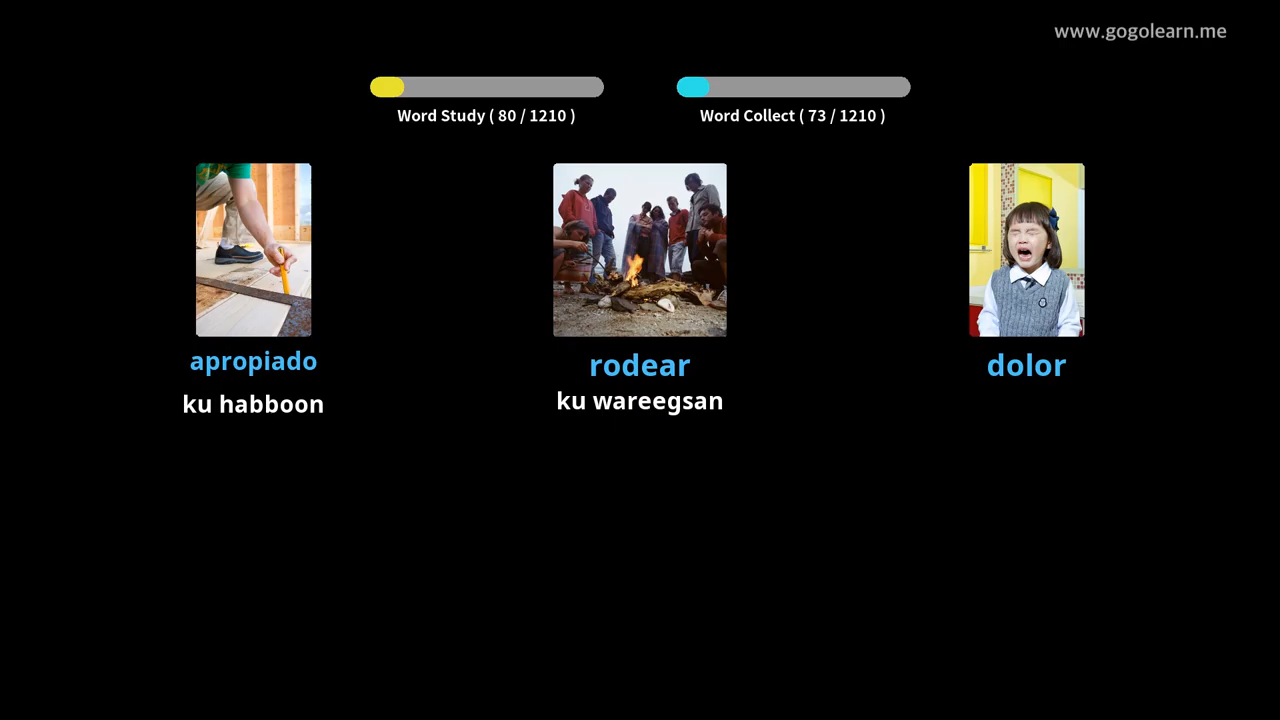 www.gogolearn.me
Word Study ( 80 / 1210 )
Word Collect ( 73 / 1210 )
apropiado
rodear
dolor
ku habboon
ku wareegsan